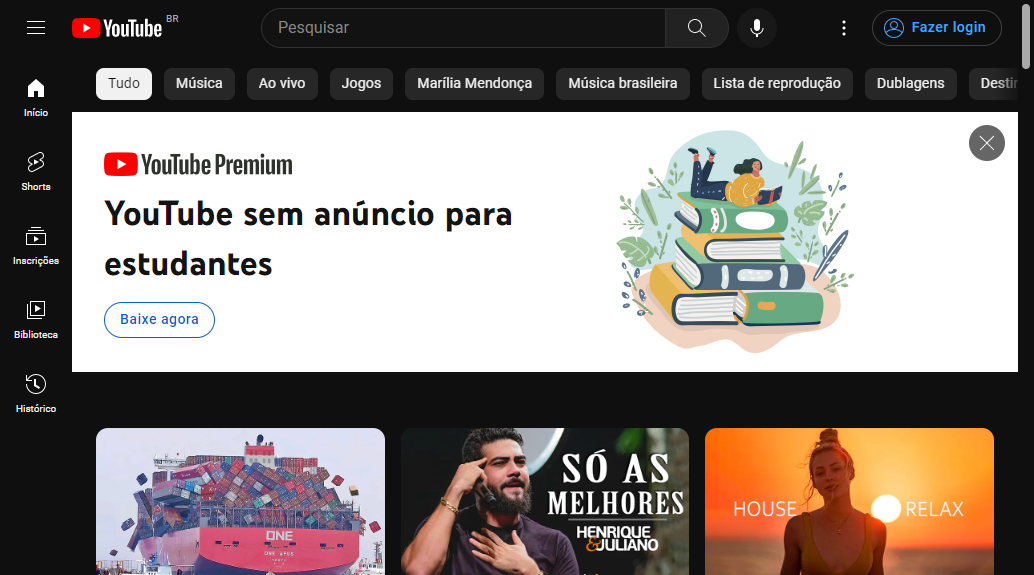 YouTube BR
Pesquisar
Fazer login
Tudo
Música
Ao vivo
Jogos
Marília Mendonça
Música brasileira
Lista de reprodução
Dublagens
Início
Shorts
Inscrições
Biblioteca
Histórico
YouTube Premium
YouTube sem anúncio para
estudantes
Baixe agora
ONE
SÓ AS
MELHORES
HENRIQUE
&JULIANO
HOUSE RELAX